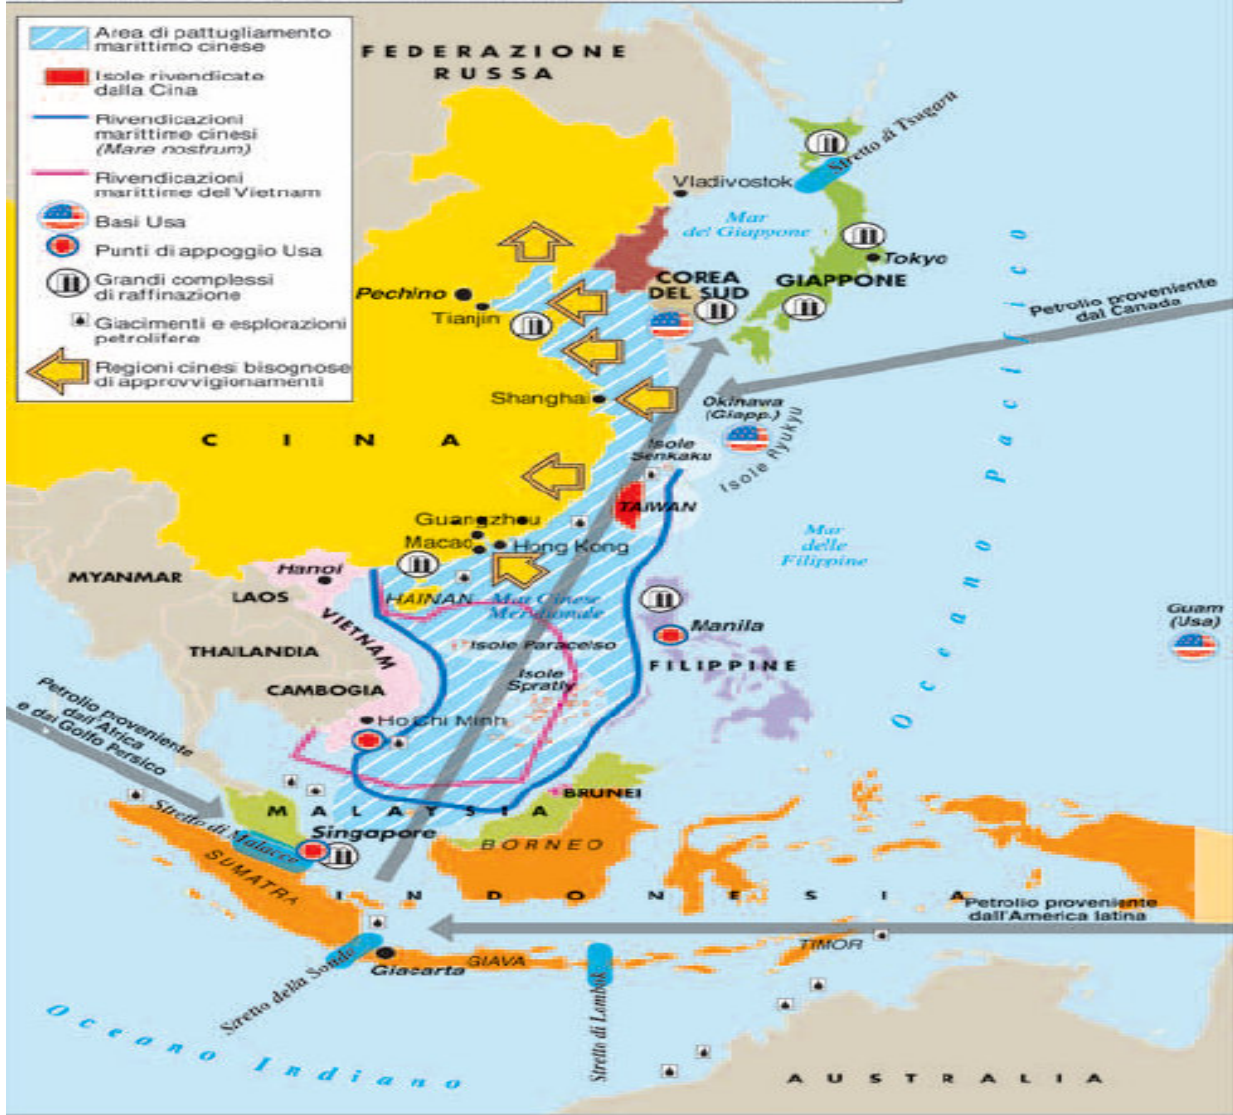 Area di pattugliamento
marittimo cinese
Isole rivendicate
dalla Cina
Rivendicazioni
marittime cinesi
(Mare nostrum)
Rivendicazioni
marittime del Vietnam
Basi Usa
Punti di appoggio Usa
Grandi complessi
di raffinazione
Giacimenti e esplorazioni
petrolifere
Regioni cinesi bisognose
di approvvigionamenti
FEDERAZIONE
RUSSA
Stretto di Tsugaru
Vladivostok
Mar
del Giappone
Tokyo
COREA
DEL SUD
GIAPPONE
Pechino
Tianjin
Petrolio proveniente
dal Canada
Oceano Pacifico
Shanghai
Okinawa
(Giapp.)
Isole Ryukyu
CINA
Isole
Senkaku
TAIWAN
Guangzhou
Macao
Hong Kong
Mar
delle
Filippine
Hanoi
MYANMAR
LAOS
HAINAN
Mar Cinese
Meridionale
VIETNAM
Manila
Guam
(Usa)
THAILANDIA
Isole Paracelso
FILIPPINE
Isole
Spratly
CAMBOGIA
Ho Chi Minh
Petrolio proveniente
dall'Africa
e dal Golfo Persico
BRUNEI
MALAYSIA
Stretto di Malacca
Singapore
BORNEO
SUMATRA
INDONESIA
Petrolio proveniente
dall'America latina
TIMOR
Stretto della Sonda
Giacarta
GIAVA
Stretto di Lombok
Oceano Indiano
AUSTRALIA